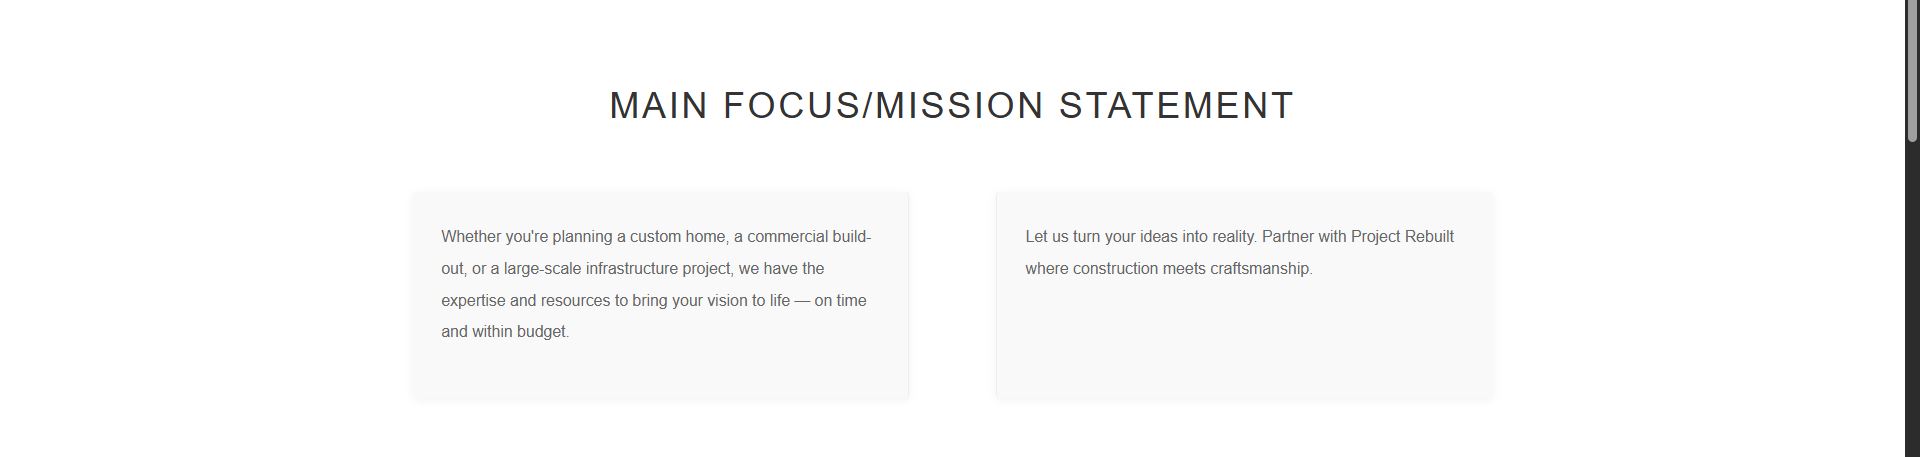 MAIN FOCUS/MISSION STATEMENT
Whether you're planning a custom home, a commercial build-
out, or a large-scale infrastructure project, we have the
expertise and resources to bring your vision to life — on time
and within budget.
Let us turn your ideas into reality. Partner with Project Rebuilt
where construction meets craftsmanship.